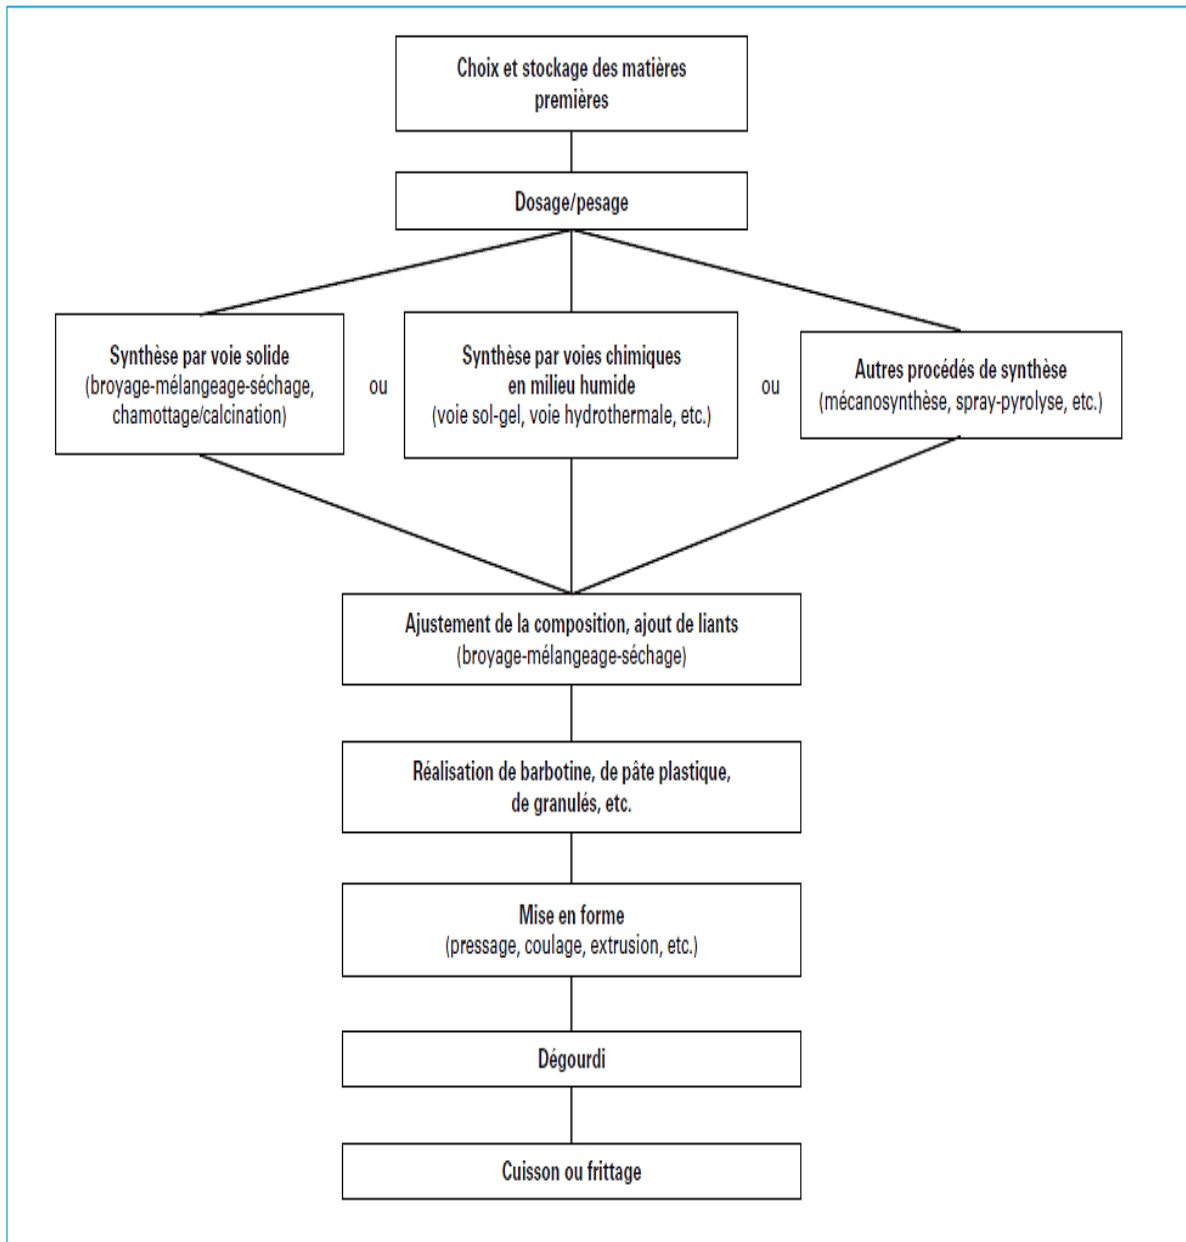 Choix et stockage des matières
premières
Dosage/pesage
Synthèse par voie solide
(broyage-mélangeage-séchage,
chamottage/calcination)
ou
Synthèse par voies chimiques
en milieu humide
(voie sol-gel, voie hydrothermale, etc.)
ou
Autres procédés de synthèse
(mécanosynthèse, spray-pyrolyse, etc.)
Ajustement de la composition, ajout de liants
(broyage-mélangeage-séchage)
Réalisation de barbotine, de pâte plastique,
de granulés, etc.
Mise en forme
(pressage, coulage, extrusion, etc.)
Dégourdi
Cuisson ou frittage